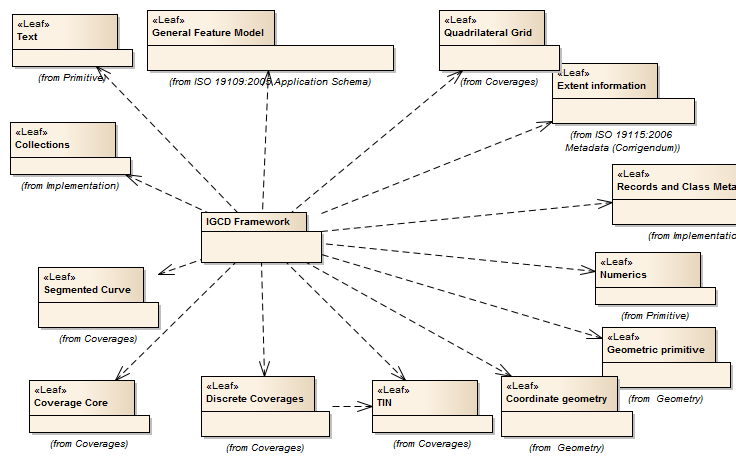 «Leaf»
Text
(from Primitive)
«Leaf»
General Feature Model
(from ISO 19109:2005 Application Schema)
«Leaf»
Quadrilateral Grid
(from Coverages)
«Leaf»
Extent information
(from ISO 19115:2006
Metadata (Corrigendum))
«Leaf»
Collections
(from Implementation)
«Leaf»
Records and Class Meta
(from Implementatio
IGCD Framework
«Leaf»
Segmented Curve
(from Coverages)
«Leaf»
Numerics
(from Primitive)
«Leaf»
Geometric primitive
(from Geometry)
«Leaf»
Coverage Core
(from Coverages)
«Leaf»
Discrete Coverages
(from Coverages)
«Leaf»
TIN
(from Coverages)
«Leaf»
Coordinate geometry
(from Geometry)